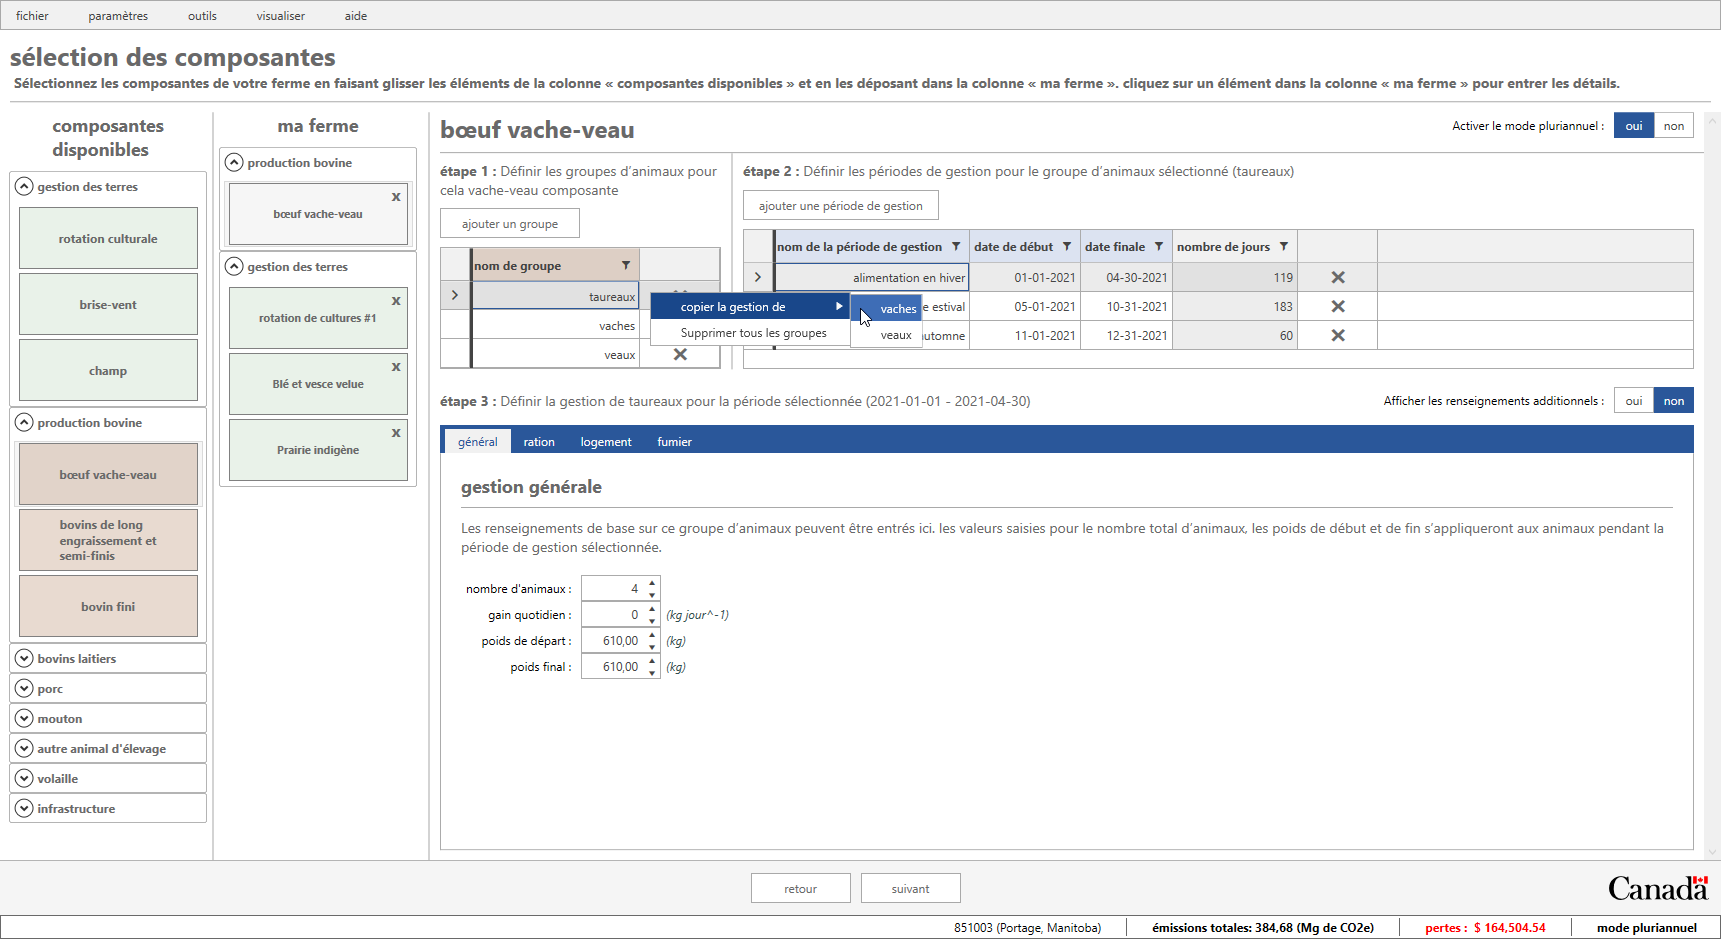 fichier paramètres outils visualiser aide
sélection des composantes
Sélectionnez les composantes de votre ferme en faisant glisser les éléments de la colonne « composantes disponibles » et en les déposant dans la colonne « ma ferme ». cliquez sur un élément dans la colonne « ma ferme » pour entrer les détails.
composantes
disponibles
gestion des terres
rotation culturale
brise-vent
champ
production bovine
bœuf vache-veau
bovins de long
engraissement et
semi-finis
bovin fini
bovins laitiers
porc
mouton
autre animal d'élevage
volaille
infrastructure
ma ferme
production bovine
x
bœuf vache-veau
gestion des terres
x
rotation de cultures #1
x
Blé et vesce velue
x
Prairie indigène
bœuf vache-veau
Activer le mode pluriannuel : oui non
étape 1 : Définir les groupes d'animaux pour
cela vache-veau composante
ajouter un groupe
nom de groupe
taureaux
vaches
veaux
copier la gestion de
Supprimer tous les groupes
vaches
veaux
étape 2 : Définir les périodes de gestion pour le groupe d'animaux sélectionné (taureaux)
ajouter une période de gestion
nom de la période de gestion date de début date finale nombre de jours
alimentation en hiver 01-01-2021 04-30-2021 119
e estival 05-01-2021 10-31-2021 183
utomne 11-01-2021 12-31-2021 60
étape 3 : Définir la gestion de taureaux pour la période sélectionnée (2021-01-01 - 2021-04-30)
Afficher les renseignements additionnels : oui non
général ration logement fumier
gestion générale
Les renseignements de base sur ce groupe d'animaux peuvent être entrés ici. les valeurs saisies pour le nombre total d'animaux, les poids de début et de fin s'appliqueront aux animaux pendant la
période de gestion sélectionnée.
nombre d'animaux : 4
gain quotidien : 0 (kg jour^-1)
poids de départ : 610,00 (kg)
poids final : 610,00 (kg)
retour suivant
Canada
851003 (Portage, Manitoba) émissions totales: 384,68 (Mg de CO2e) pertes : $ 164,504.54 mode pluriannuel